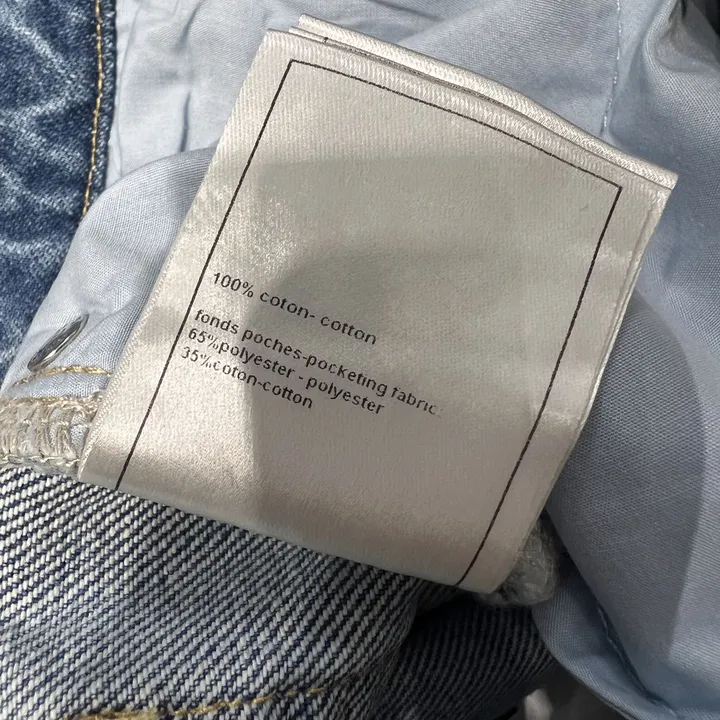 100% coton- cotton
fonds poches-pocketing fabric
65%polyester - polyester
35%coton-cotton